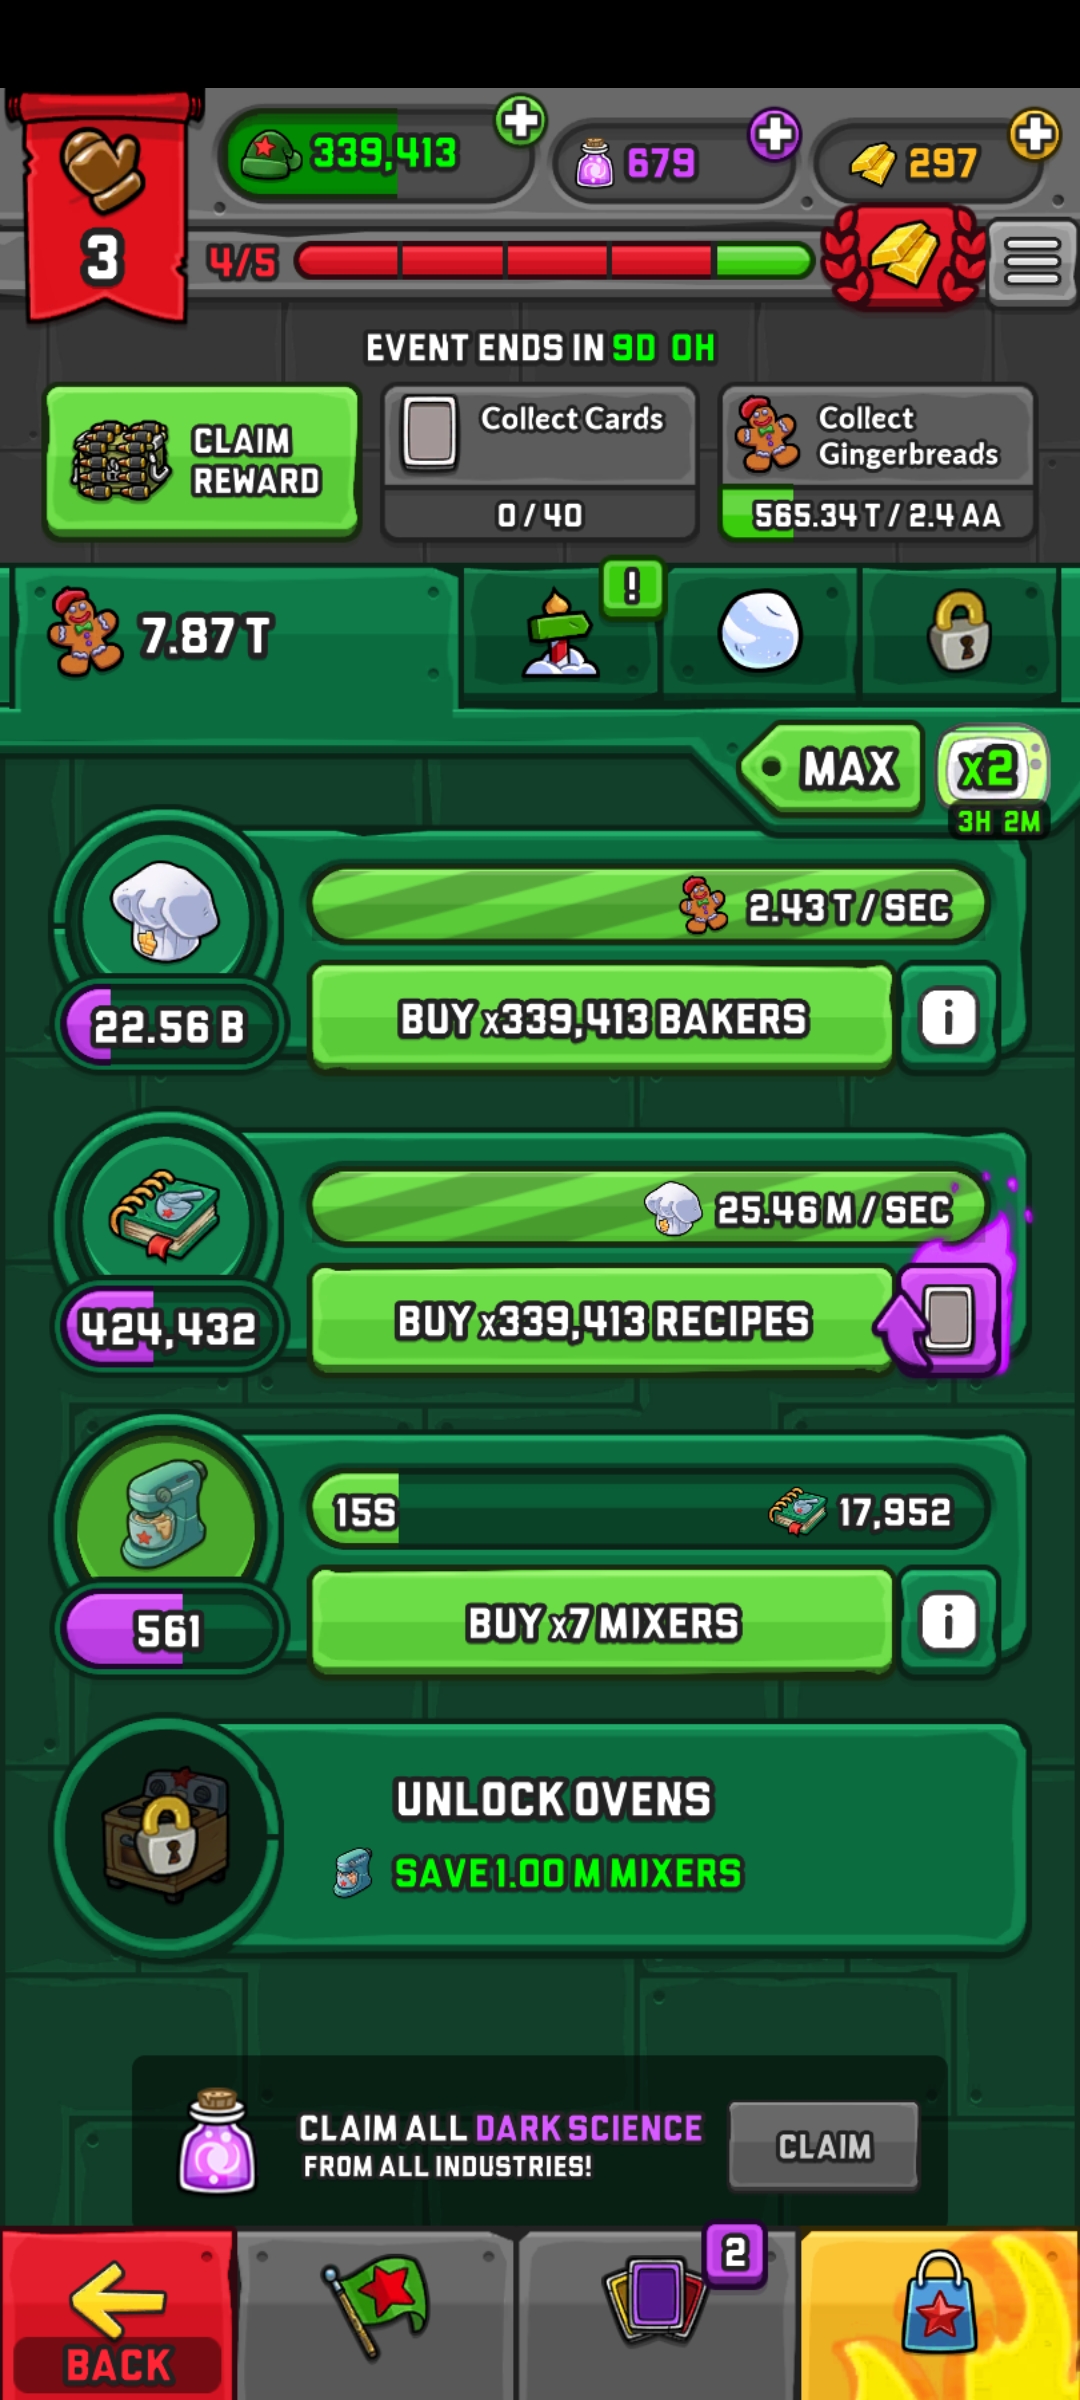 339,413
679
297
3
4/5
EVENT ENDS IN 9D 0H
CLAIM
REWARD
Collect Cards
0 / 40
Collect
Gingerbreads
565.34 T / 2.4 AA
7.87 T
!
MAX
x2
3H 2M
2.43 T / SEC
22.56 B
BUY x339,413 BAKERS
i
25.46 M / SEC
424,432
BUY x339,413 RECIPES
15S
17,952
561
BUY x7 MIXERS
i
UNLOCK OVENS
SAVE 1.00 M MIXERS
CLAIM ALL DARK SCIENCE
FROM ALL INDUSTRIES!
CLAIM
2
BACK